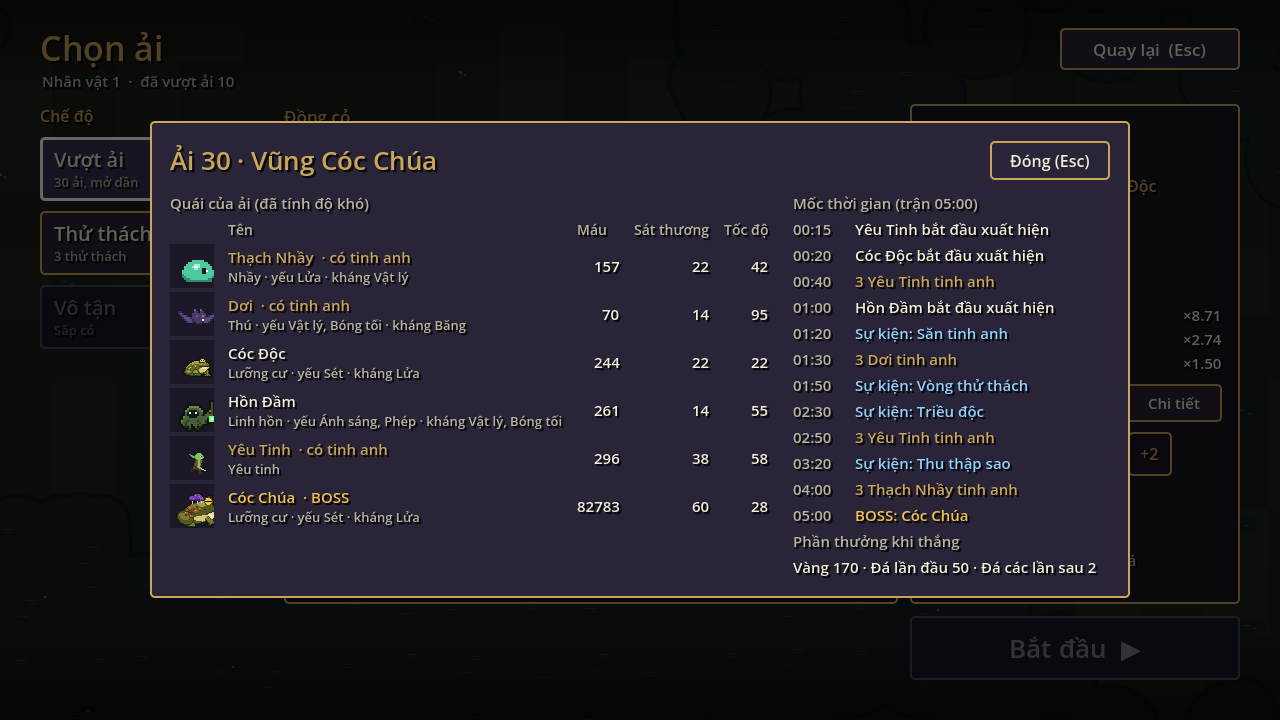 Chọn ải
Quay lại (Esc)
Nhân vật 1 · đã vượt ải 10
Chế độ
Đồng cỏ
Vượt ải
30 ải, mở dần
Thử thách
3 thử thách
Vô tận
Sắp có
Ải 30 · Vũng Cóc Chúa
Đóng (Esc)
Quái của ải (đã tính độ khó)
Tên Máu Sát thương Tốc độ
Thạch Nhầy · có tinh anh 157 22 42
Nhầy · yếu Lửa · kháng Vật lý
Dơi · có tinh anh 70 14 95
Thú · yếu Vật lý, Bóng tối · kháng Băng
Cóc Độc 244 22 22
Lưỡng cư · yếu Sét · kháng Lửa
Hồn Đầm 261 14 55
Linh hồn · yếu Ánh sáng, Phép · kháng Vật lý, Bóng tối
Yêu Tinh · có tinh anh 296 38 58
Yêu tinh
Cóc Chúa · BOSS 82783 60 28
Lưỡng cư · yếu Sét · kháng Lửa
Mốc thời gian (trận 05:00)
00:15 Yêu Tinh bắt đầu xuất hiện
00:20 Cóc Độc bắt đầu xuất hiện
00:40 3 Yêu Tinh tinh anh
01:00 Hồn Đầm bắt đầu xuất hiện
01:20 Sự kiện: Săn tinh anh
01:30 3 Dơi tinh anh
01:50 Sự kiện: Vòng thử thách
02:30 Sự kiện: Triều độc
02:50 3 Yêu Tinh tinh anh
03:20 Sự kiện: Thu thập sao
04:00 3 Thạch Nhầy tinh anh
05:00 BOSS: Cóc Chúa
Phần thưởng khi thắng
Vàng 170 · Đá lần đầu 50 · Đá các lần sau 2
Độc
×8.71
×2.74
×1.50
Chi tiết
+2
Bắt đầu ▶